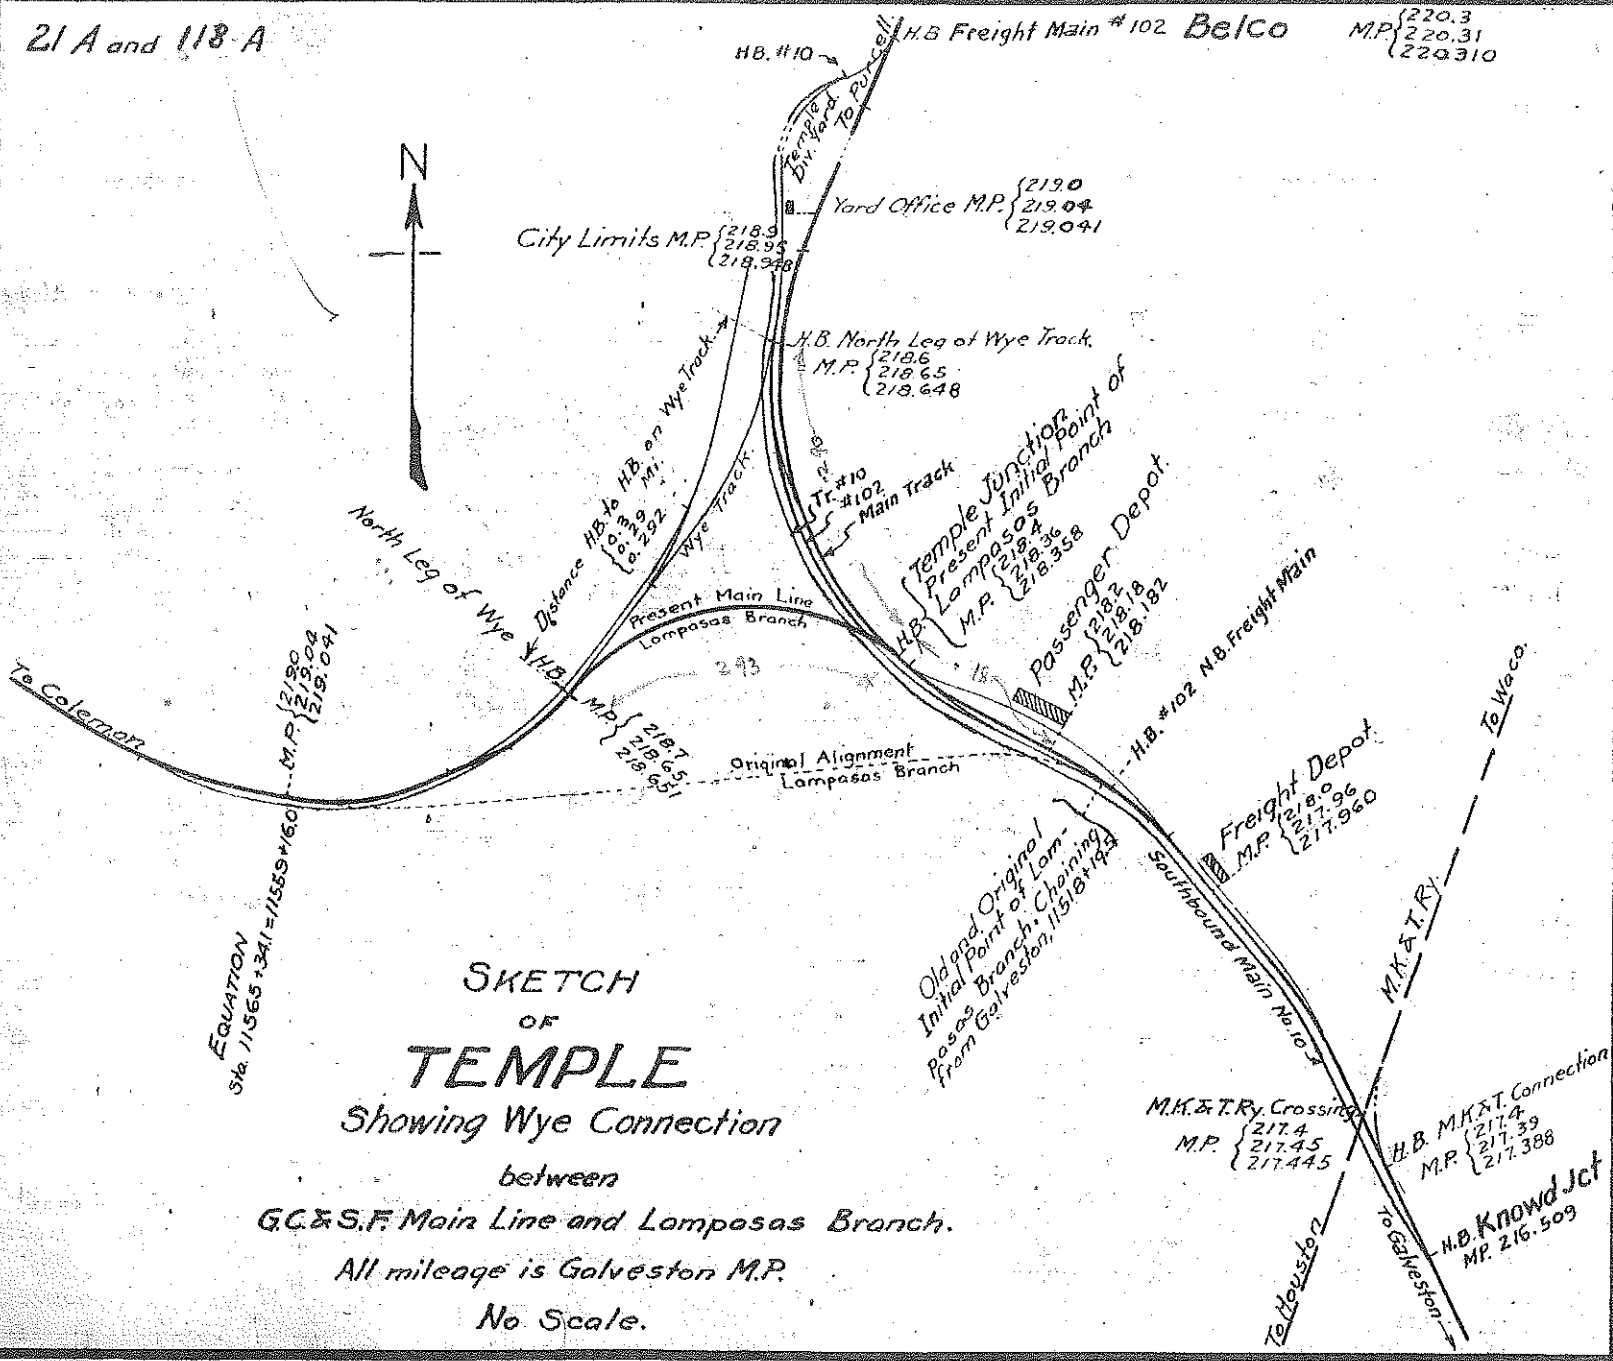 21 A and 118 A
H.B. #10
H.B Freight Main #102 Belco
M.P. 220.3
220.31
220.310
Temple
Div. Yard.
To Purcell
N
Yard Office M.P. 219.0
219.04
219.041
City Limits M.P. 218.9
218.95
218.948
H.B. North Leg of Wye Track.
M.P. 218.6
218.65
218.648
Distance H.B. to H.B. on Wye Track
0.3 Mi.
0.29 "
0.292 "
Wye Track.
North Leg of Wye
H.B.
M.P. 218.7
218.65
218.651
Tr. #10
#102
Main Track
Temple Junction
Present Initial Point of
Lampasas Branch
H.B. M.P. 218.4
218.36
218.358
Passenger Depot.
M.P. 218.2
218.18
218.182
H.B. #102 N.B. Freight Main
Present Main Line
Lampasas Branch
.293
.18
To Coleman
M.P. 219.0
219.04
219.041
EQUATION
Sta. 11565+34.1=11559+16.0
Original Alignment
Lampasas Branch
Old and Original
Initial Point of Lam-
pasas Branch. Chaining
from Galveston, 11518+19.5
Freight Depot.
M.P. 218.0
217.96
217.960
Southbound Main No. 10
To Waco.
M.K.&T. RY.
M.K.&T. Ry. Crossing
M.P. 217.4
217.45
217.445
H.B. M.K.&T. Connection
M.P. 217.4
217.39
217.388
H.B. Knowd Jct
MP. 216.509
To Houston
To Galveston
SKETCH
OF
TEMPLE
Showing Wye Connection
between
G.C.&S.F. Main Line and Lampasas Branch.
All mileage is Galveston M.P.
No Scale.